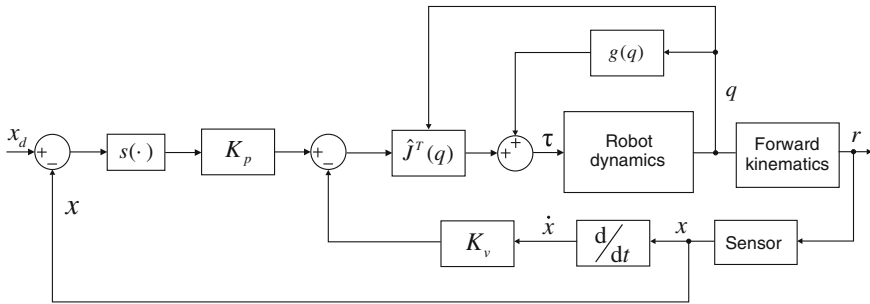 g(q)
q
x_d
+
−
s(·)
K_p
+
−
Ĵ^T(q)
+
+
τ
Robot
dynamics
Forward
kinematics
r
x
K_v
ẋ
d/dt
x
Sensor